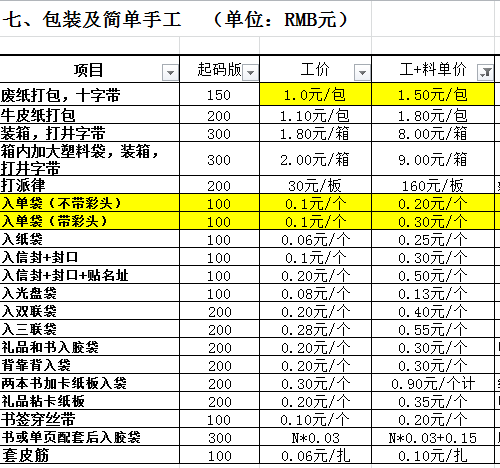 七、包装及简单手工　（单位：RMB元）
项目 起码版 工价 工+料单价
废纸打包，十字带 150 1.0元/包 1.50元/包
牛皮纸打包 200 1.10元/包 1.80元/包
装箱，打井字带 300 1.80元/箱 8.00元/箱
箱内加大塑料袋，装箱，
打井字带 300 2.00元/箱 9.00元/箱
打派律 200 30元/板 160元/板
入单袋（不带彩头） 100 0.1元/个 0.20元/个
入单袋（带彩头） 100 0.1元/个 0.30元/个
入纸袋 100 0.06元/个 0.25元/个
入信封+封口 100 0.1元/个 0.30元/个
入信封+封口+贴名址 100 0.20元/个 0.50元/个
入光盘袋 100 0.08元/个 0.13元/个
入双联袋 200 0.20元/个 0.40元/个
入三联袋 200 0.28元/个 0.55元/个
礼品和书入胶袋 200 0.20元/个 0.30元/个
背靠背入袋 200 0.20元/个 0.30元/个
两本书加卡纸板入袋 200 0.30元/个 0.90元/个计
礼品粘卡纸板 200 0.20元/个 0.35元/个
书签穿丝带 100 0.10元/个 0.20元/个
书或单页配套后入胶袋 300 N*0.03 N*0.03+0.15
套皮筋 100 0.06元/扎 0.10元/扎